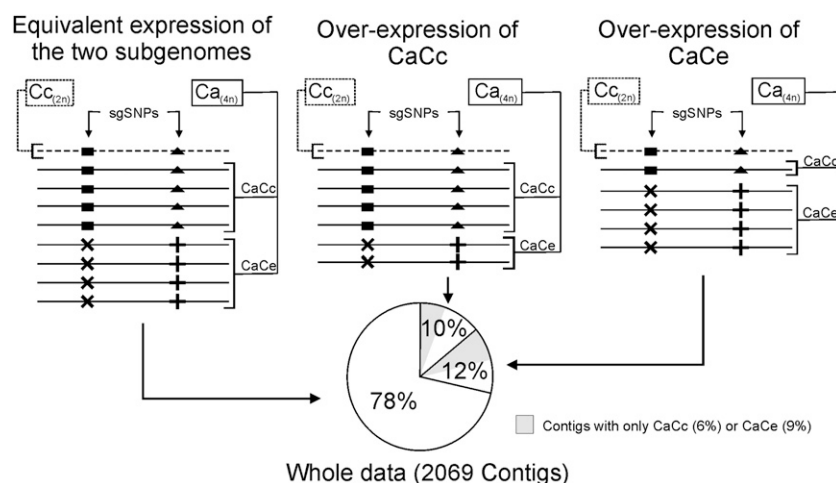 Equivalent expression of
the two subgenomes
Cc(2n)
Ca(4n)
sgSNPs
CaCc
CaCe
Over-expression of
CaCc
Cc(2n)
Ca(4n)
sgSNPs
CaCc
CaCe
Over-expression of
CaCe
Cc(2n)
Ca(4n)
sgSNPs
CaCc
CaCe
10%
12%
78%
Contigs with only CaCc (6%) or CaCe (9%)
Whole data (2069 Contigs)